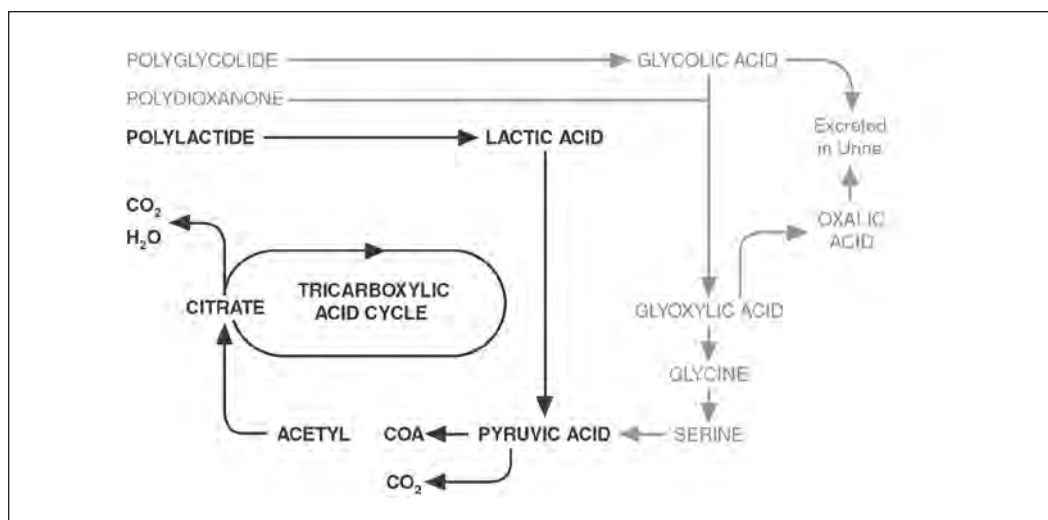 POLYGLYCOLIDE
GLYCOLIC ACID
POLYDIOXANONE
POLYLACTIDE
LACTIC ACID
Excreted
in Urine
CO₂
H₂O
OXALIC
ACID
TRICARBOXYLIC
ACID CYCLE
CITRATE
GLYOXYLIC ACID
GLYCINE
ACETYL
COA
PYRUVIC ACID
SERINE
CO₂